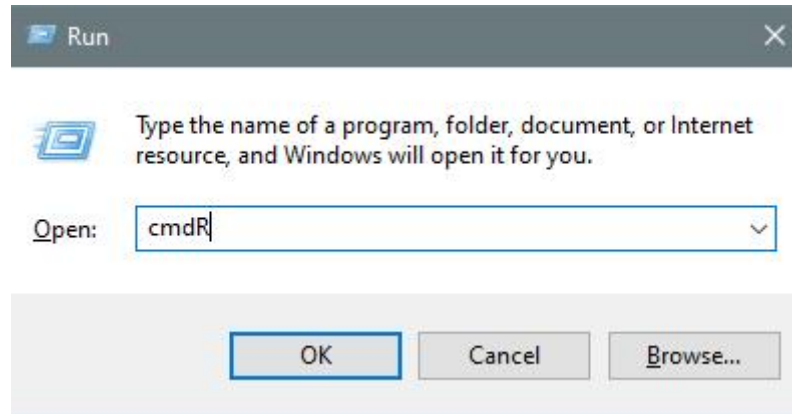 Run
Type the name of a program, folder, document, or Internet
resource, and Windows will open it for you.
Open: cmdR
OK Cancel Browse...